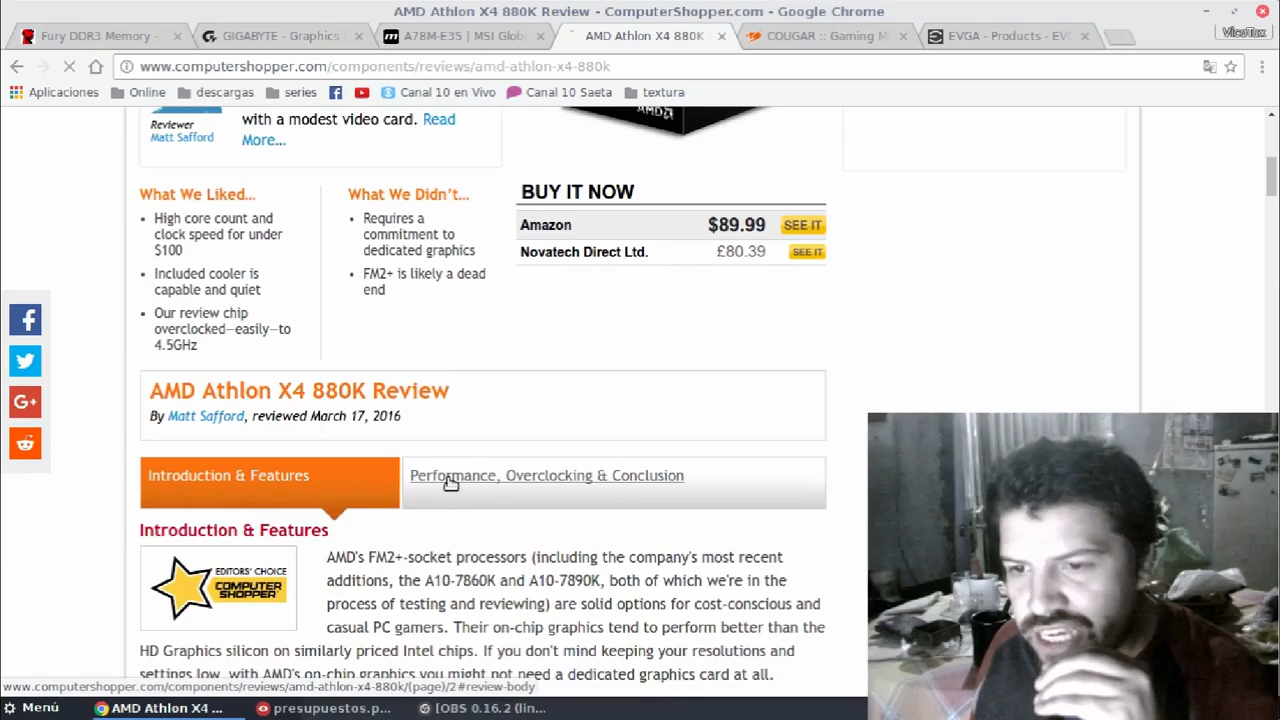 AMD Athlon X4 880K Review - ComputerShopper.com - Google Chrome
Fury DDR3 Memory -
GIGABYTE - Graphics
A78M-E35 | MSI Glob
AMD Athlon X4 880K
COUGAR :: Gaming M
EVGA - Products - EV
VicoTux
www.computershopper.com/components/reviews/amd-athlon-x4-880k
Aplicaciones
Online
descargas
series
Canal 10 en Vivo
Canal 10 Saeta
textura
Reviewer
Matt Safford
with a modest video card. Read
More...
AMD
What We Liked...
High core count and
clock speed for under
$100
Included cooler is
capable and quiet
Our review chip
overclocked—easily—to
4.5GHz
What We Didn't...
Requires a
commitment to
dedicated graphics
FM2+ is likely a dead
end
BUY IT NOW
Amazon $89.99 SEE IT
Novatech Direct Ltd. £80.39 SEE IT
AMD Athlon X4 880K Review
By Matt Safford, reviewed March 17, 2016
Introduction & Features
Performance, Overclocking & Conclusion
Introduction & Features
EDITORS' CHOICE
COMPUTER
SHOPPER
AMD's FM2+-socket processors (including the company's most recent
additions, the A10-7860K and A10-7890K, both of which we're in the
process of testing and reviewing) are solid options for cost-conscious and
casual PC gamers. Their on-chip graphics tend to perform better than the
HD Graphics silicon on similarly priced Intel chips. If you don't mind keeping your resolutions and
settings low, with AMD's on-chip graphics you might not need a dedicated graphics card at all.
www.computershopper.com/components/reviews/amd-athlon-x4-880k/(page)/2#review-body
Menú
AMD Athlon X4 ...
presupuestos.p...
[OBS 0.16.2 (lin...